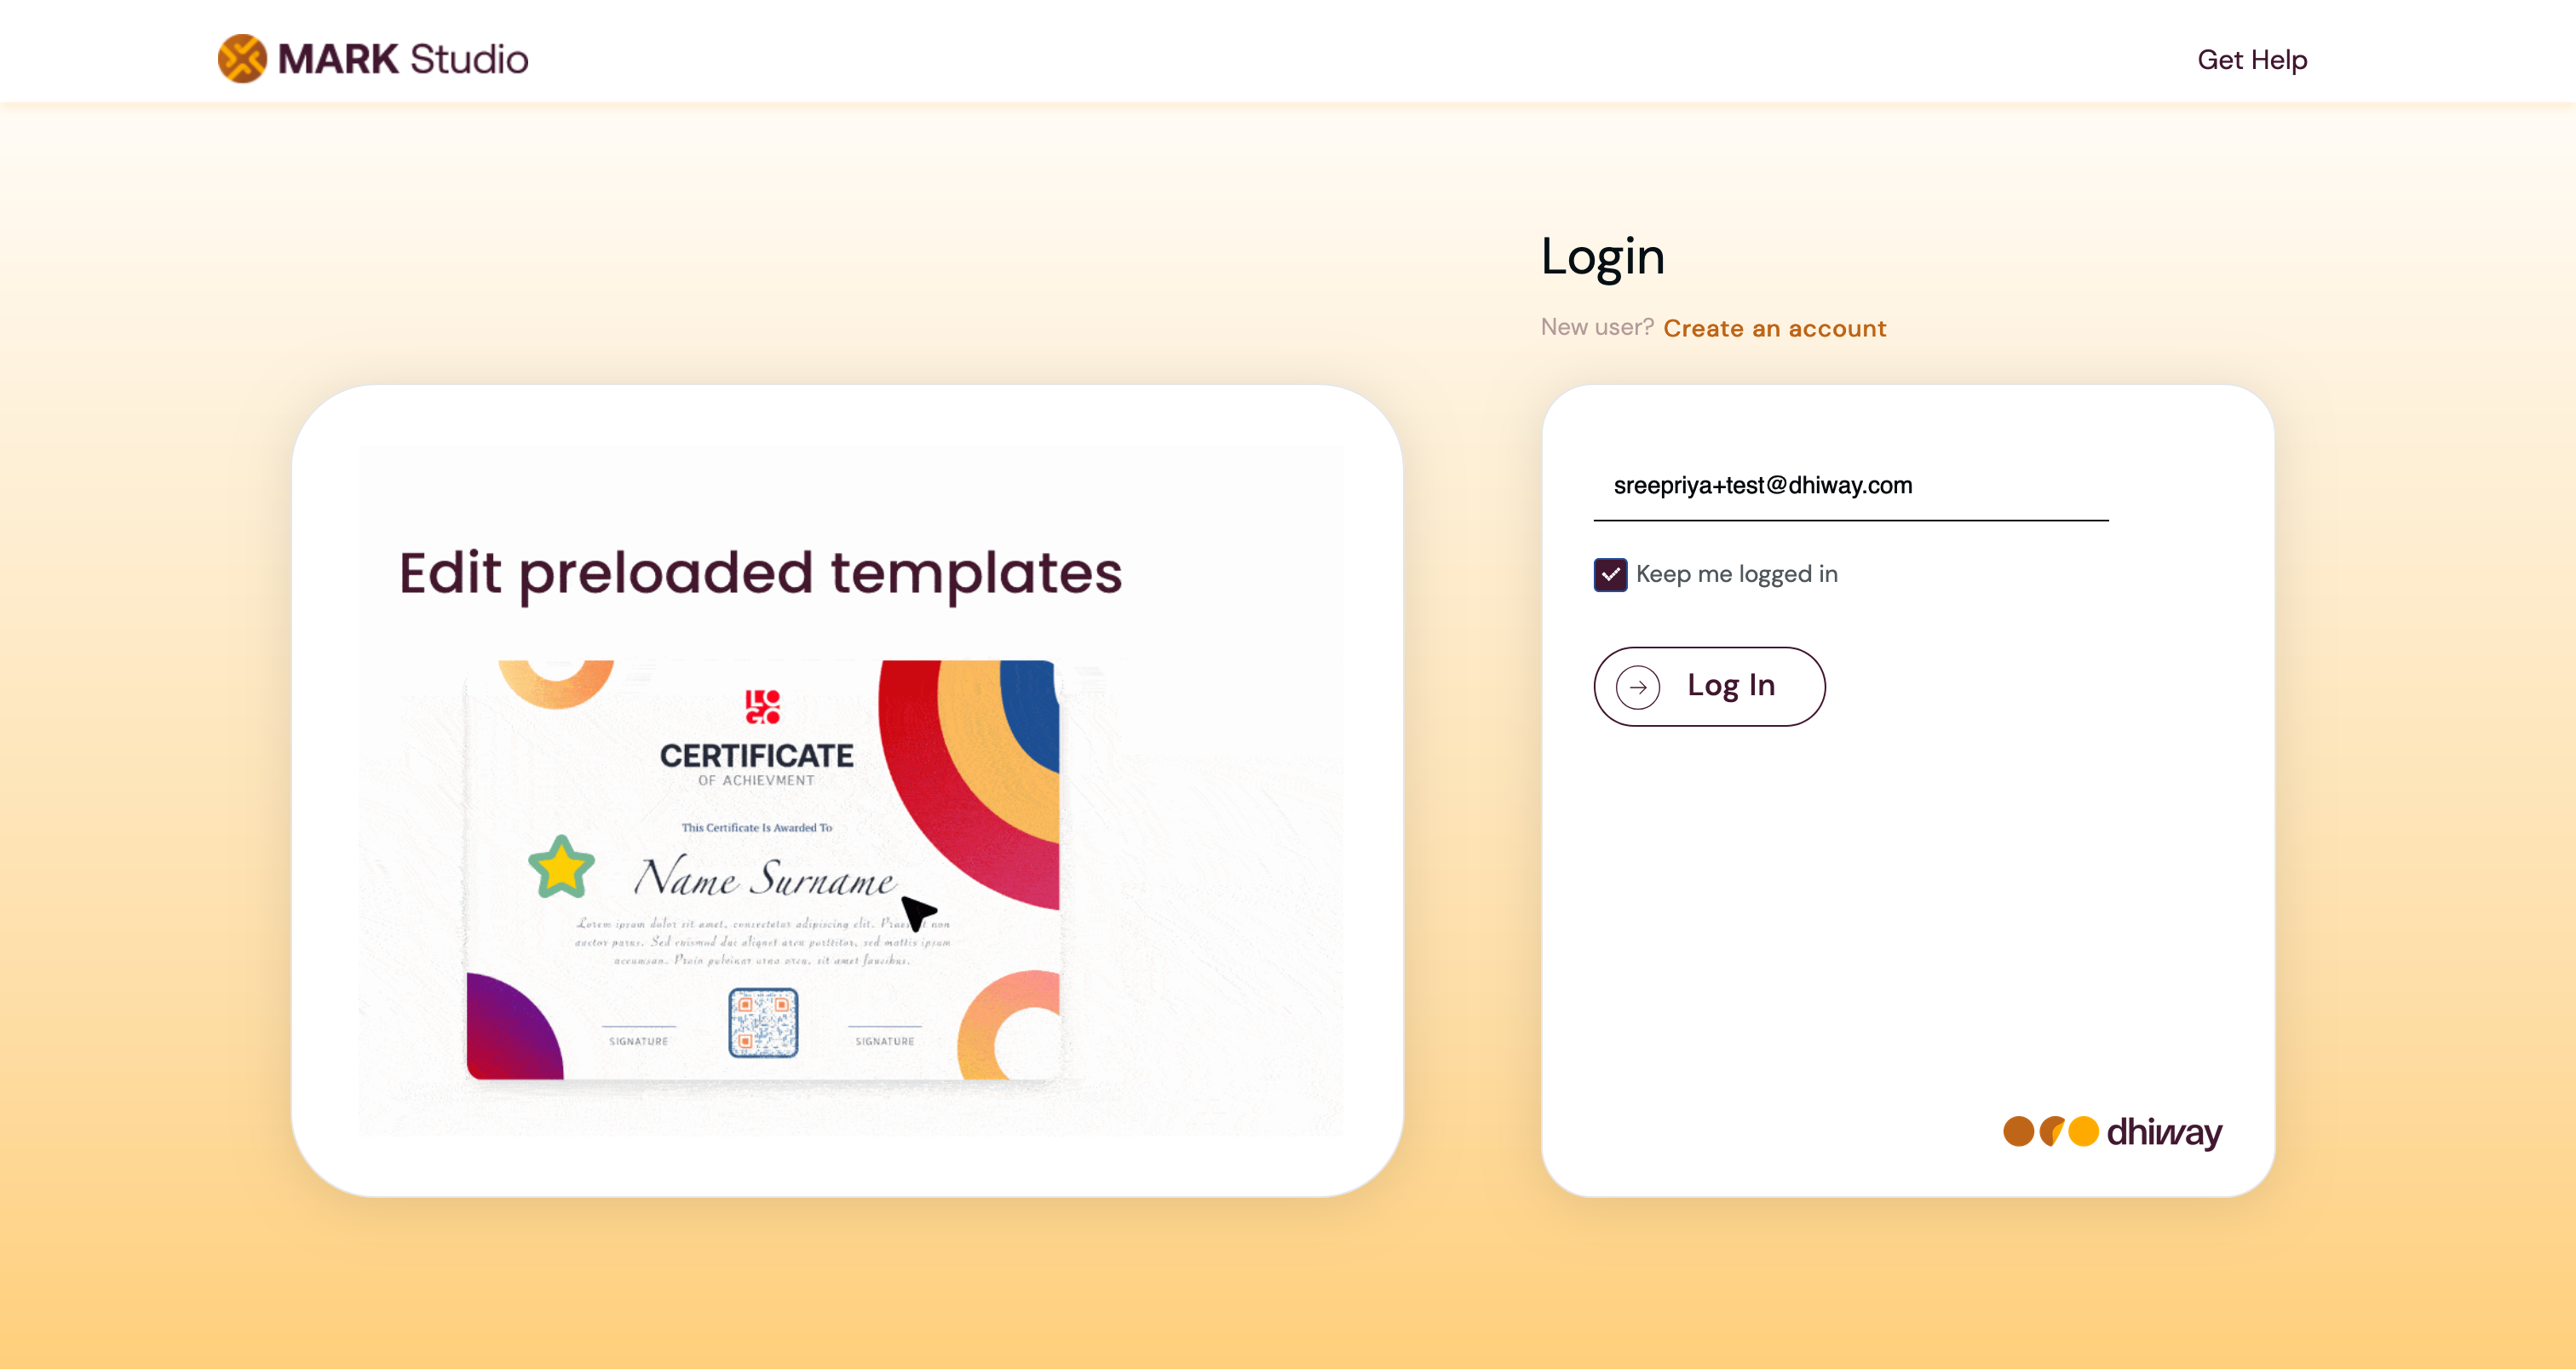 MARK Studio
Get Help
Login
New user? Create an account
Edit preloaded templates
LOGO
CERTIFICATE
OF ACHIEVMENT
This Certificate Is Awarded To
Name Surname
Lorem ipsum dolor sit amet, consectetur adipiscing elit. non
auctor purus. Sed euismod dui aliquet arcu porttitor, sed mattis ipsum
accumsan. Proin pulvinar urna sit amet faucibus.
SIGNATURE
SIGNATURE
sreepriya+test@dhiway.com
Keep me logged in
Log In
dhiway